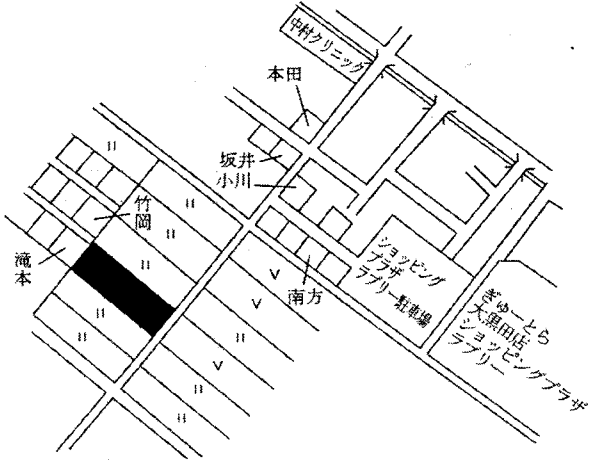 中村クリニック
本田
坂井
小川
竹
岡
滝
本
南方
ショッピング
プラザ
ラブリー駐車場
ぎゅーとら
大黒田店
ショッピングプラザ
ラブリー